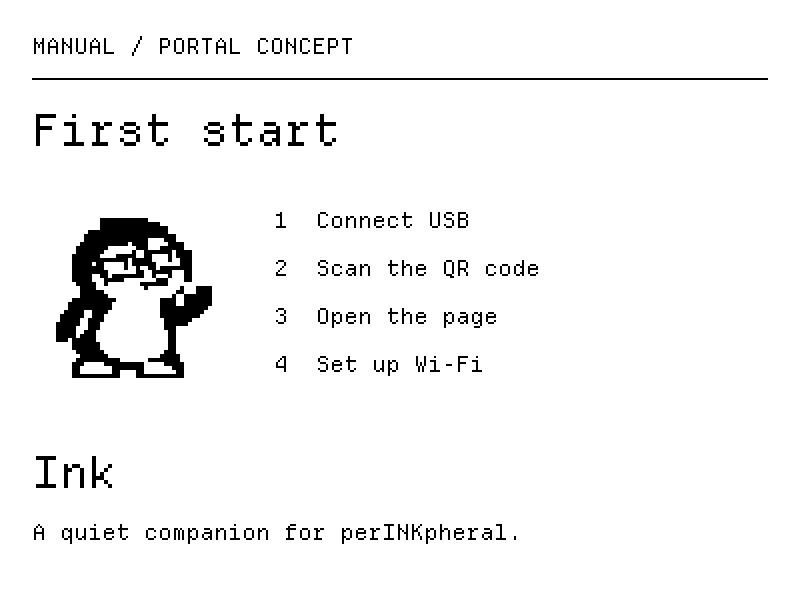 MANUAL / PORTAL CONCEPT
First start
1 Connect USB
2 Scan the QR code
3 Open the page
4 Set up Wi-Fi
Ink
A quiet companion for perINKpheral.